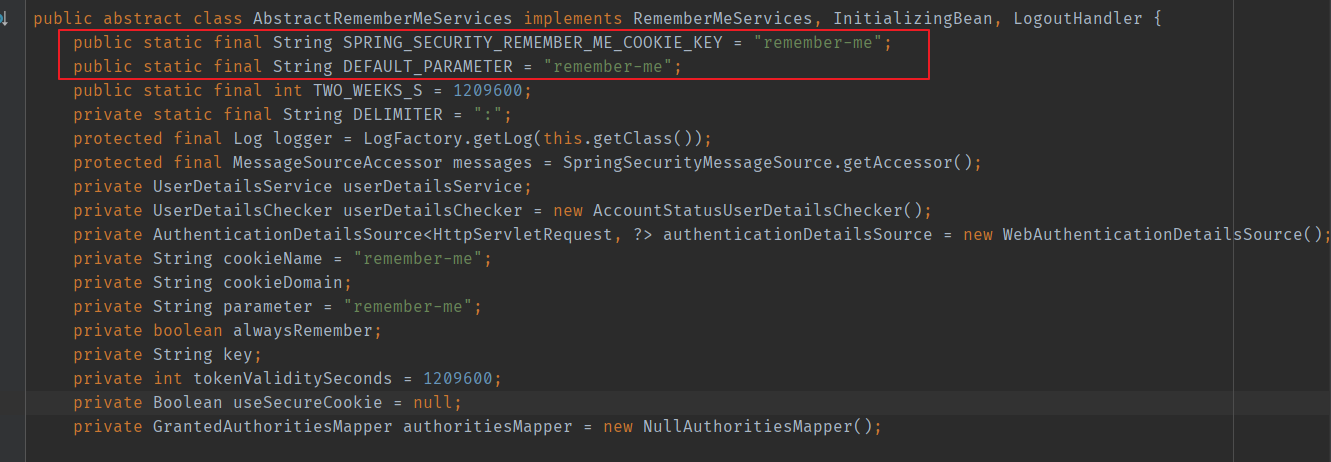 public abstract class AbstractRememberMeServices implements RememberMeServices, InitializingBean, LogoutHandler {
public static final String SPRING_SECURITY_REMEMBER_ME_COOKIE_KEY = "remember-me";
public static final String DEFAULT_PARAMETER = "remember-me";
public static final int TWO_WEEKS_S = 1209600;
private static final String DELIMITER = ":";
protected final Log logger = LogFactory.getLog(this.getClass());
protected final MessageSourceAccessor messages = SpringSecurityMessageSource.getAccessor();
private UserDetailsService userDetailsService;
private UserDetailsChecker userDetailsChecker = new AccountStatusUserDetailsChecker();
private AuthenticationDetailsSource<HttpServletRequest, ?> authenticationDetailsSource = new WebAuthenticationDetailsSource();
private String cookieName = "remember-me";
private String cookieDomain;
private String parameter = "remember-me";
private boolean alwaysRemember;
private String key;
private int tokenValiditySeconds = 1209600;
private Boolean useSecureCookie = null;
private GrantedAuthoritiesMapper authoritiesMapper = new NullAuthoritiesMapper();